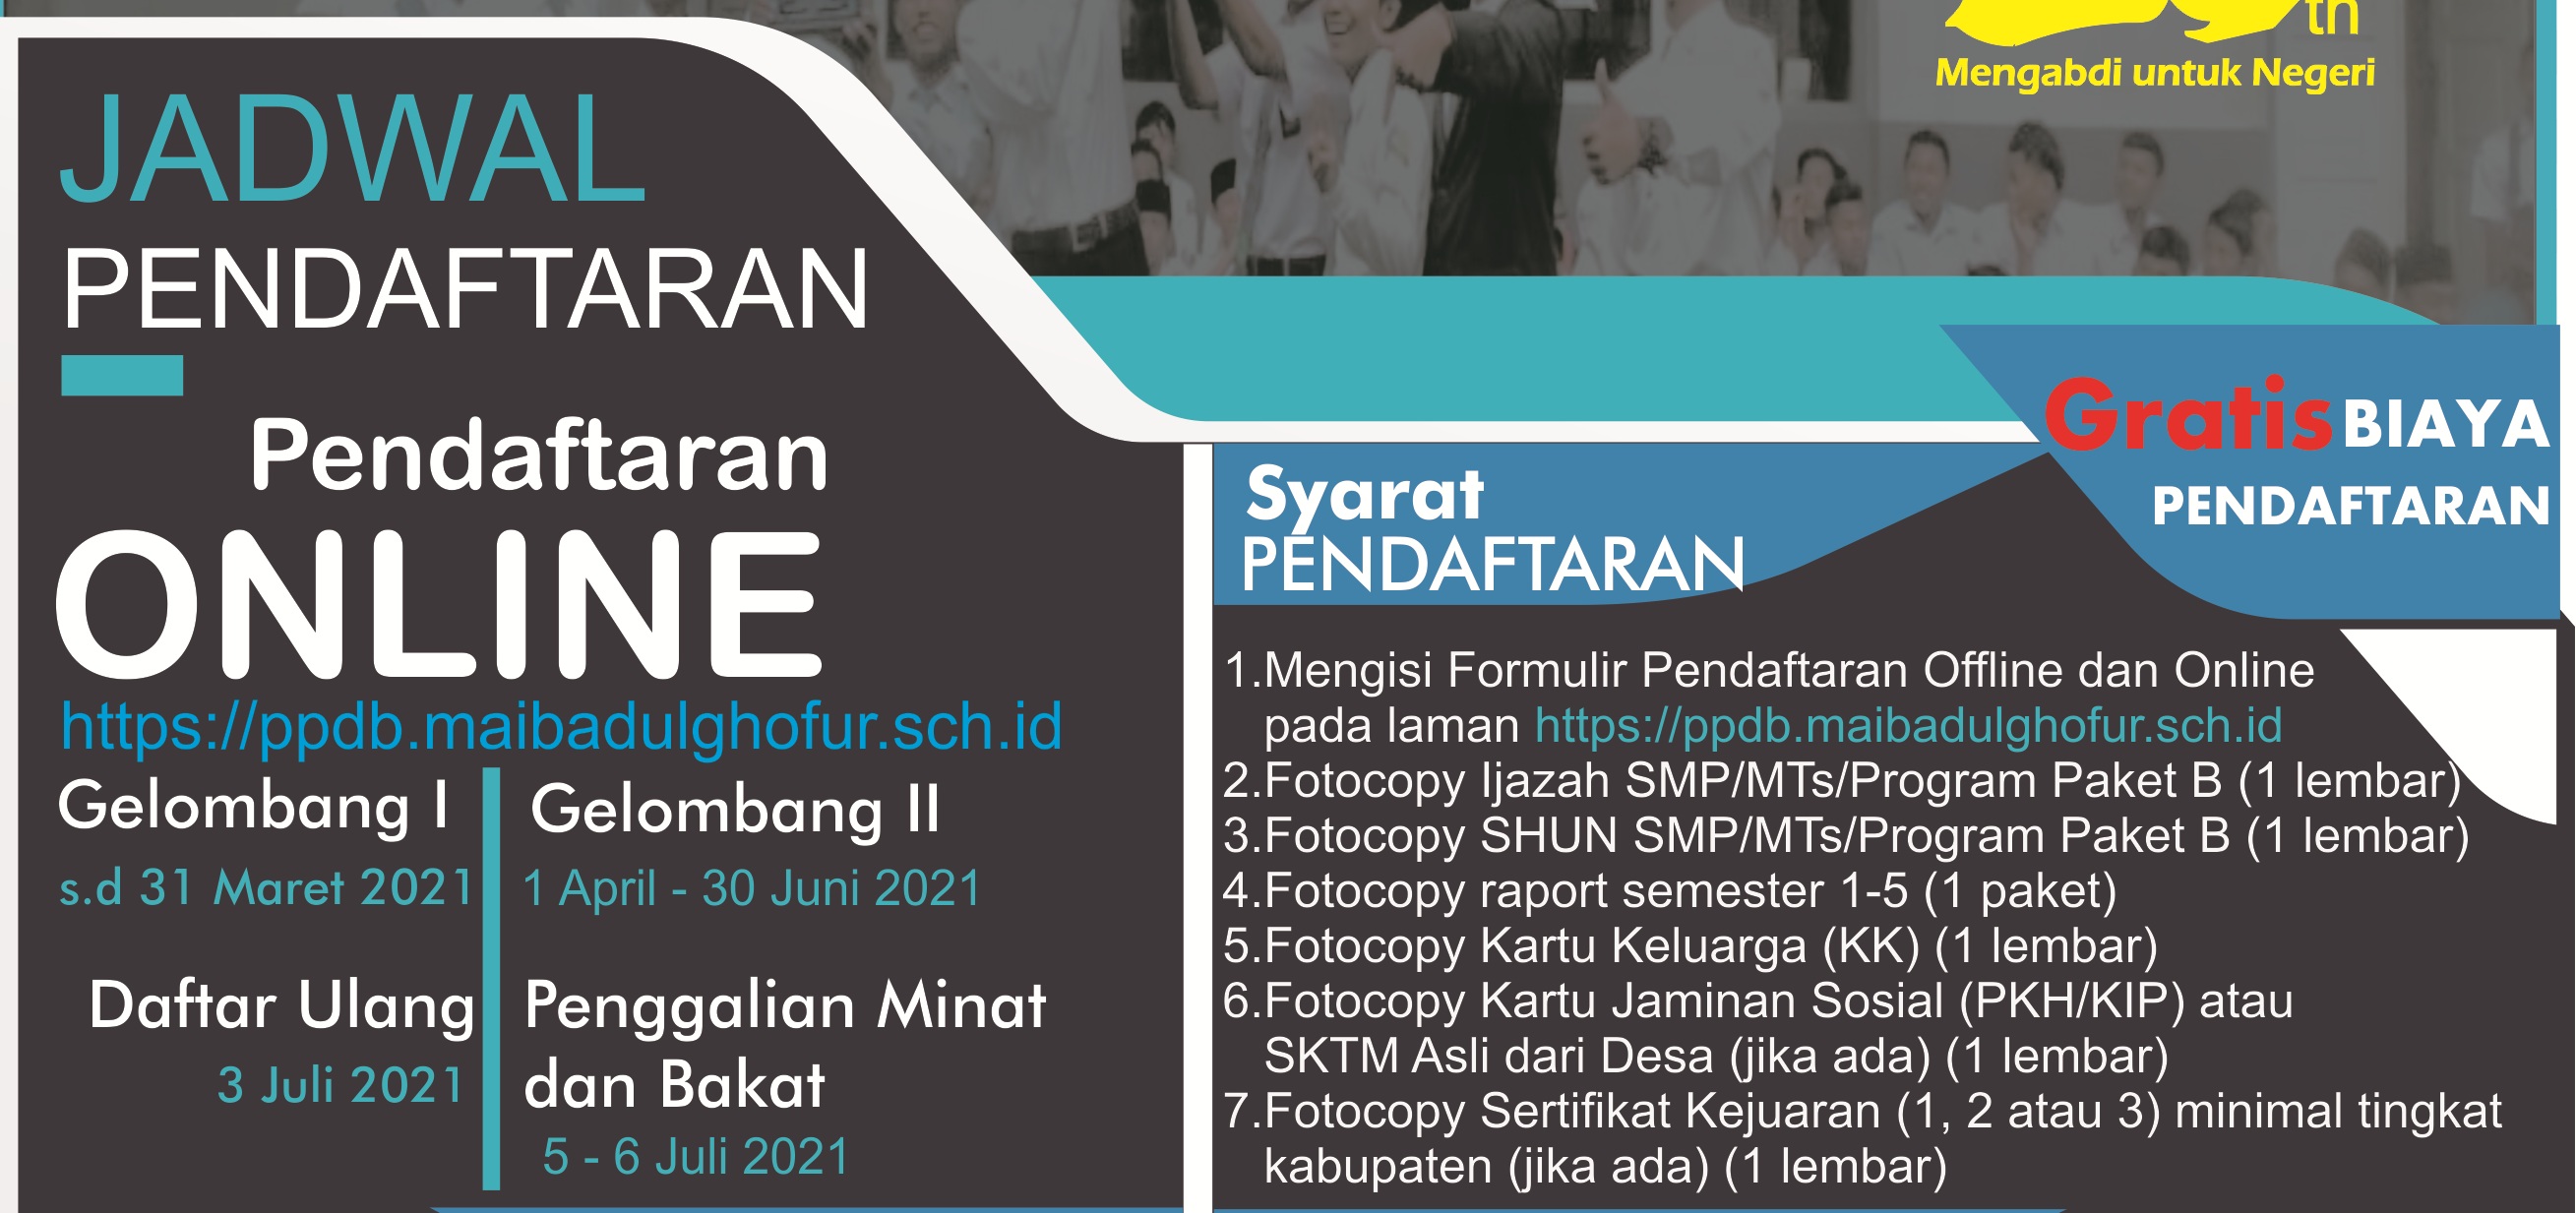 th
Mengabdi untuk Negeri
JADWAL
PENDAFTARAN
Pendaftaran
ONLINE
https://ppdb.maibadulghofur.sch.id
Gelombang I
s.d 31 Maret 2021
Gelombang II
1 April - 30 Juni 2021
Daftar Ulang
3 Juli 2021
Penggalian Minat
dan Bakat
5 - 6 Juli 2021
Gratis BIAYA
PENDAFTARAN
Syarat
PENDAFTARAN
1.Mengisi Formulir Pendaftaran Offline dan Online
pada laman https://ppdb.maibadulghofur.sch.id
2.Fotocopy Ijazah SMP/MTs/Program Paket B (1 lembar)
3.Fotocopy SHUN SMP/MTs/Program Paket B (1 lembar)
4.Fotocopy raport semester 1-5 (1 paket)
5.Fotocopy Kartu Keluarga (KK) (1 lembar)
6.Fotocopy Kartu Jaminan Sosial (PKH/KIP) atau
SKTM Asli dari Desa (jika ada) (1 lembar)
7.Fotocopy Sertifikat Kejuaran (1, 2 atau 3) minimal tingkat
kabupaten (jika ada) (1 lembar)